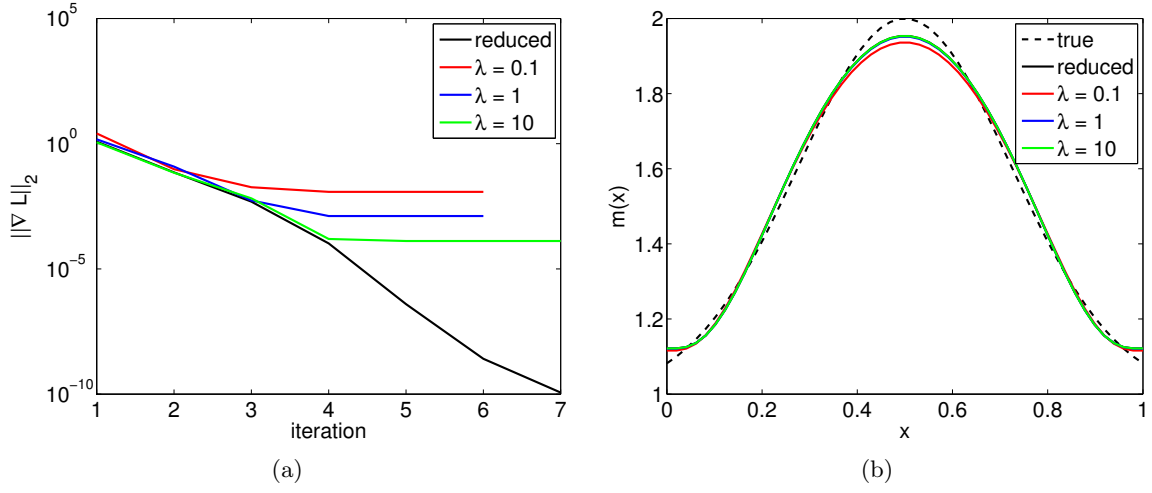 10^5
10^0
10^-5
10^-10
||∇ L||_2
1
2
3
4
5
6
7
iteration
reduced
λ = 0.1
λ = 1
λ = 10
(a)
2
1.8
1.6
1.4
1.2
1
m(x)
0
0.2
0.4
0.6
0.8
1
x
true
reduced
λ = 0.1
λ = 1
λ = 10
(b)